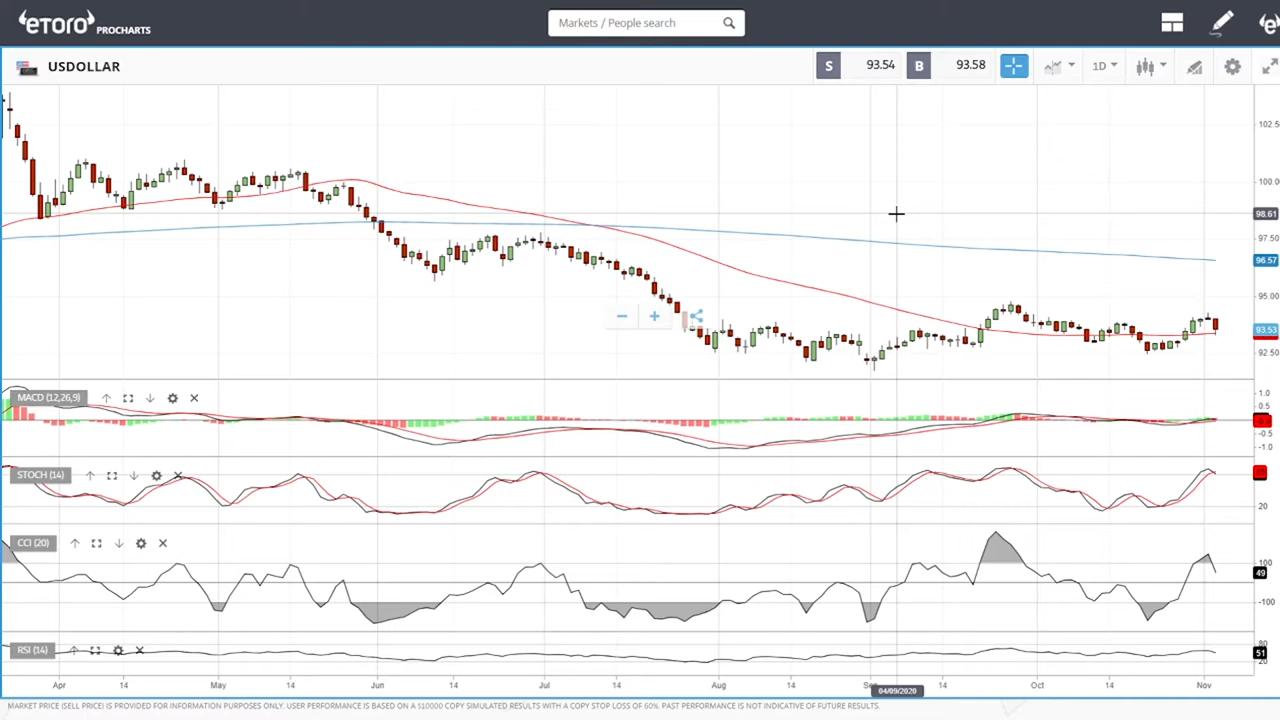 eTORO PROCHARTS
Markets / People search
USDOLLAR
S 93.54 B 93.58 1D
102.5
100.00
98.61
97.50
96.57
95.00
93.53
92.50
MACD (12,26,9)
1.0
0.5
-0.5
-1.0
STOCH (14)
20
CCI (20)
100
49
-100
RSI (14)
80
51
20
Apr 14 May 14 Jun 14 Jul 14 Aug 14 Sep 14 Oct 14 Nov
04/09/2020
MARKET PRICE (SELL PRICE) IS PROVIDED FOR INFORMATION PURPOSES ONLY. USER PERFORMANCE IS BASED ON A $10000 COPY SIMULATED RESULTS WITH A COPY STOP LOSS OF 60%. PAST PERFORMANCE IS NOT INDICATIVE OF FUTURE RESULTS.